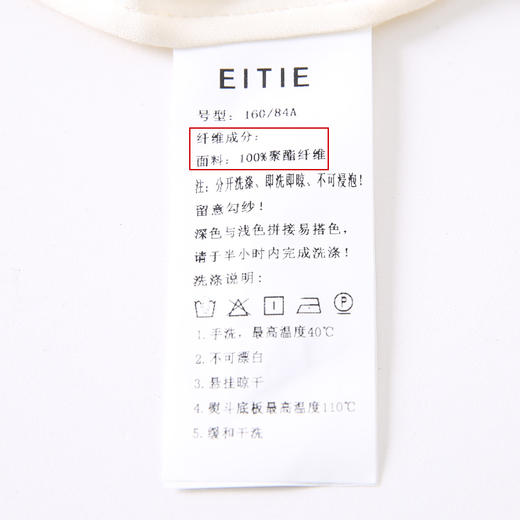 EITIE
号型: 160/84A
纤维成分:
面料: 100%聚酯纤维
注: 分开洗涤、即洗即晾、不可浸泡!
留意勾纱!
深色与浅色拼接易搭色,
请于半小时内完成洗涤!
洗涤说明:
P
1.手洗, 最高温度40℃
2.不可漂白
3.悬挂晾干
4.熨斗底板最高温度110℃
5.缓和干洗